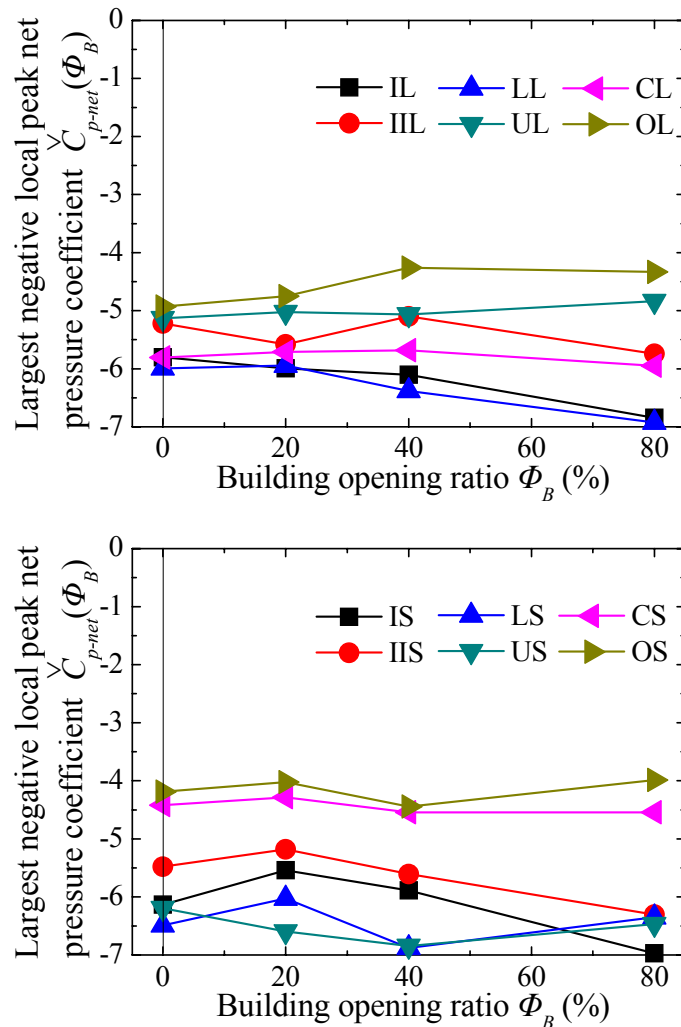 Largest negative local peak net
pressure coefficient Č_{p-net}(Φ_B)
0
-1
-2
-3
-4
-5
-6
-7
IL LL CL
IIL UL OL
0 20 40 60 80
Building opening ratio Φ_B (%)
Largest negative local peak net
pressure coefficient Č_{p-net}(Φ_B)
0
-1
-2
-3
-4
-5
-6
-7
IS LS CS
IIS US OS
0 20 40 60 80
Building opening ratio Φ_B (%)